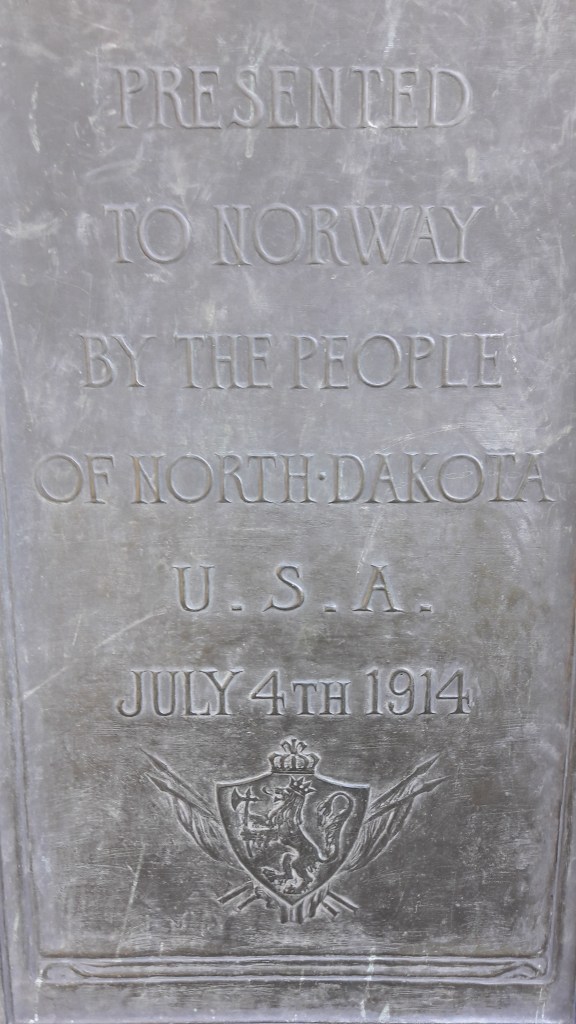 PRESENTED
TO NORWAY
BY THE PEOPLE
OF NORTH·DAKOTA
U.S.A.
JULY 4TH 1914